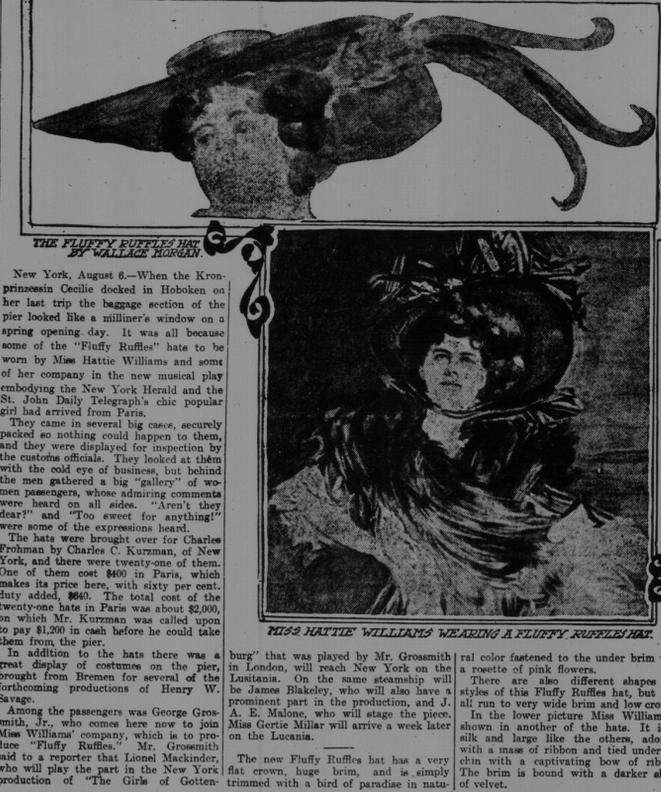 THE FLUFFY RUFFLES HAT
BY WALLACE MORGAN.
New York, August 6.—When the Kron-
prinzessin Cecilie docked in Hoboken on
her last trip the baggage section of the
pier looked like a milliner's window on a
spring opening day. It was all because
some of the "Fluffy Ruffles" hats to be
worn by Miss Hattie Williams and some
of her company in the new musical play
embodying the New York Herald and the
St. John Daily Telegraph's chic popular
girl had arrived from Paris.
They came in several big cases, securely
packed so nothing could happen to them,
and they were displayed for inspection by
the customs officials. They looked at them
with the cold eye of business, but behind
the men gathered a big "gallery" of wo-
men passengers, whose admiring comments
were heard on all sides. "Aren't they
dear?" and "Too sweet for anything!"
were some of the expressions heard.
The hats were brought over for Charles
Frohman by Charles C. Kurzman, of New
York, and there were twenty-one of them.
One of them cost $400 in Paris, which
makes its price here, with sixty per cent.
duty added, $640. The total cost of the
twenty-one hats in Paris was about $2,000,
on which Mr. Kurzman was called upon
to pay $1,200 in cash before he could take
them from the pier.
In addition to the hats there was a
great display of costumes on the pier,
brought from Bremen for several of the
forthcoming productions of Henry W.
Savage.
Among the passengers was George Gros-
smith, Jr., who comes here now to join
Miss Williams' company, which is to pro-
duce "Fluffy Ruffles." Mr. Grossmith
said to a reporter that Lionel Mackinder,
who will play the part in the New York
production of "The Girls of Gotten-
MISS HATTIE WILLIAMS WEARING A FLUFFY RUFFLES HAT.
burg" that was played by Mr. Grossmith
in London, will reach New York on the
Lusitania. On the same steamship will
be James Blakeley, who will also have a
prominent part in the production, and J.
A. E. Malone, who will stage the piece.
Miss Gertie Millar will arrive a week later
on the Lucania.
The new Fluffy Ruffles hat has a very
flat crown, huge brim, and is simply
trimmed with a bird of paradise in natu-
ral color fastened to the under brim
a rosette of pink flowers.
There are also different shapes
styles of this Fluffy Ruffles hat, but
all run to very wide brim and low cro
In the lower picture Miss William
shown in another of the hats. It i
silk and large like the others, ado
with a mass of ribbon and tied under
chin with a captivating bow of rib
The brim is bound with a darker s
of velvet.